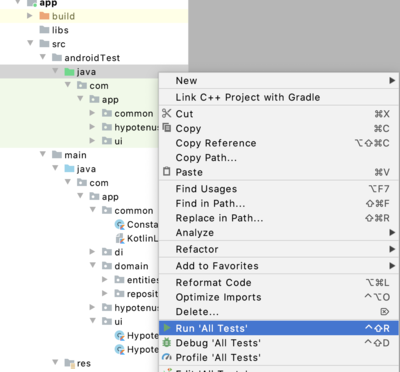 app
build
libs
src
androidTest
java
com
app
common
hypotenus
ui
main
java
com
app
common
Consta
KotlinL
di
domain
entities
reposit
hypotenus
ui
Hypote
Hypote
res
New
Link C++ Project with Gradle
Cut ⌘X
Copy ⌘C
Copy Reference ⌥⇧⌘C
Copy Path...
Paste ⌘V
Find Usages ⌥F7
Find in Path... ⇧⌘F
Replace in Path... ⇧⌘R
Analyze
Refactor
Add to Favorites
Reformat Code ⌥⌘L
Optimize Imports ^⌥O
Delete... ⌦
Run 'All Tests' ^⇧R
Debug 'All Tests' ^⇧D
Profile 'All Tests'